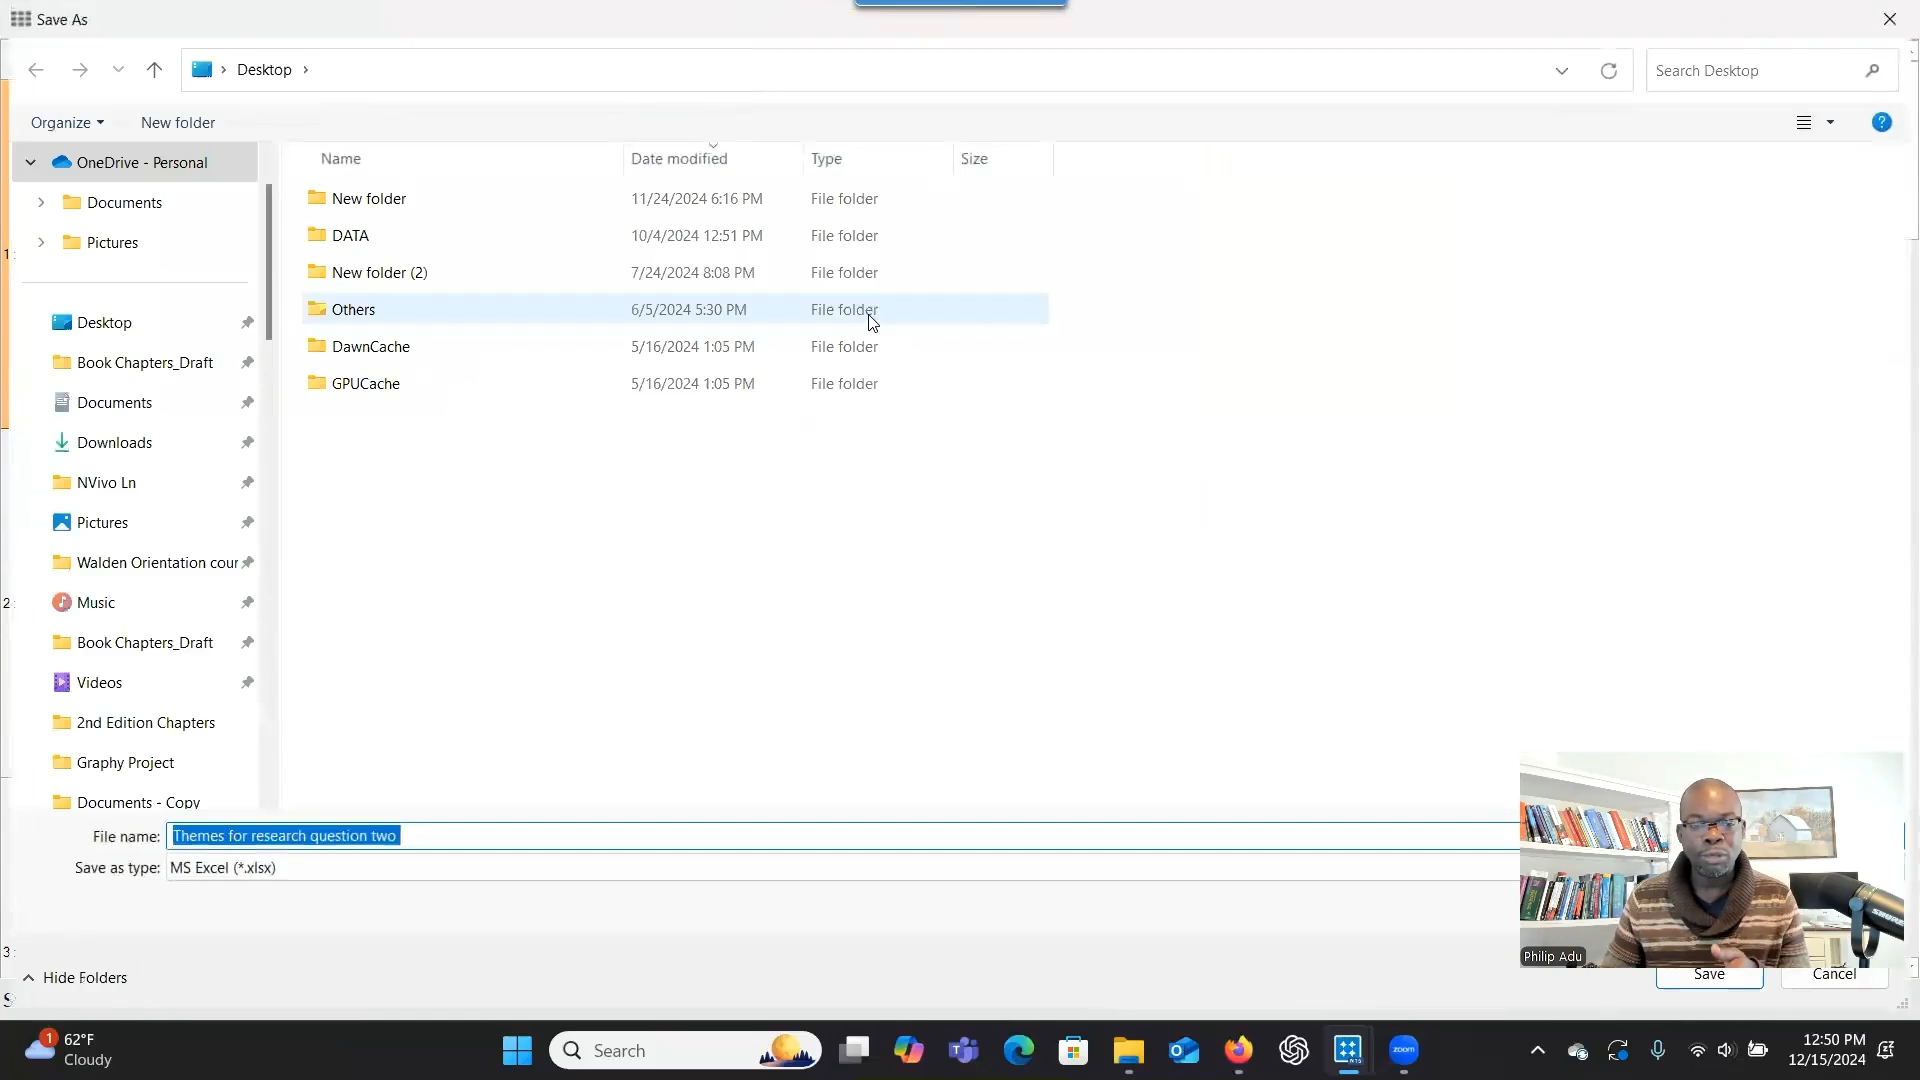 Save As
Desktop
Search Desktop
Organize
New folder
Name Date modified Type Size
OneDrive - Personal
Documents
Pictures
Desktop
Book Chapters_Draft
Documents
Downloads
NVivo Ln
Pictures
Walden Orientation cour
Music
Book Chapters_Draft
Videos
2nd Edition Chapters
Graphy Project
Documents - Copy
New folder 11/24/2024 6:16 PM File folder
DATA 10/4/2024 12:51 PM File folder
New folder (2) 7/24/2024 8:08 PM File folder
Others 6/5/2024 5:30 PM File folder
DawnCache 5/16/2024 1:05 PM File folder
GPUCache 5/16/2024 1:05 PM File folder
1
2
3
File name: Themes for research question two
Save as type: MS Excel (*.xlsx)
Philip Adu
Hide Folders
Save
Cancel
1
62°F
Cloudy
Search
zoom
12:50 PM
12/15/2024